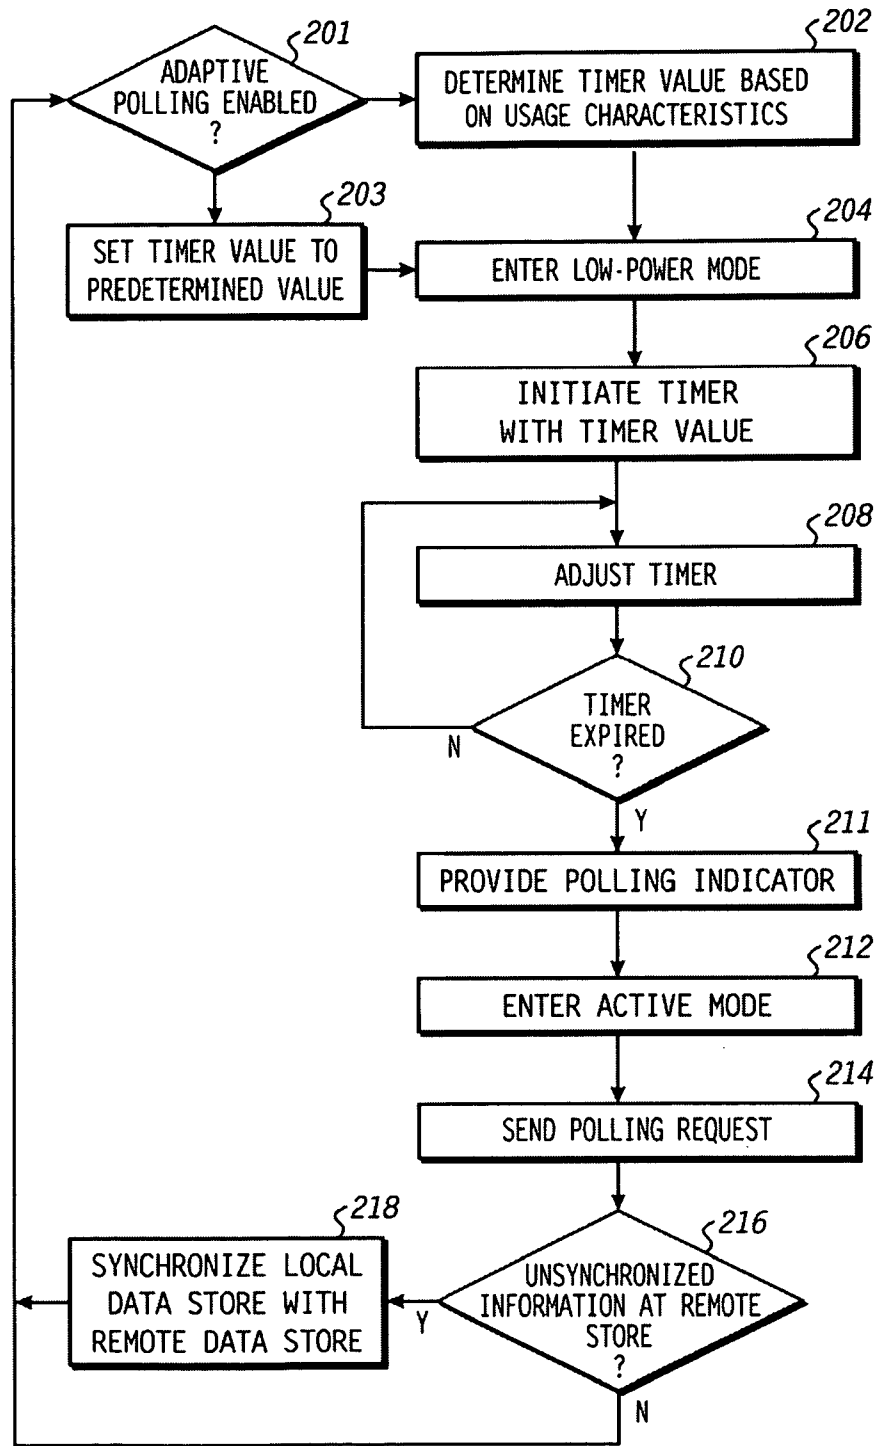 201
ADAPTIVE
POLLING ENABLED
?
202
DETERMINE TIMER VALUE BASED
ON USAGE CHARACTERISTICS
203
SET TIMER VALUE TO
PREDETERMINED VALUE
204
ENTER LOW-POWER MODE
206
INITIATE TIMER
WITH TIMER VALUE
208
ADJUST TIMER
210
TIMER
EXPIRED
?
N
Y
211
PROVIDE POLLING INDICATOR
212
ENTER ACTIVE MODE
214
SEND POLLING REQUEST
216
UNSYNCHRONIZED
INFORMATION AT REMOTE
STORE
?
Y
N
218
SYNCHRONIZE LOCAL
DATA STORE WITH
REMOTE DATA STORE